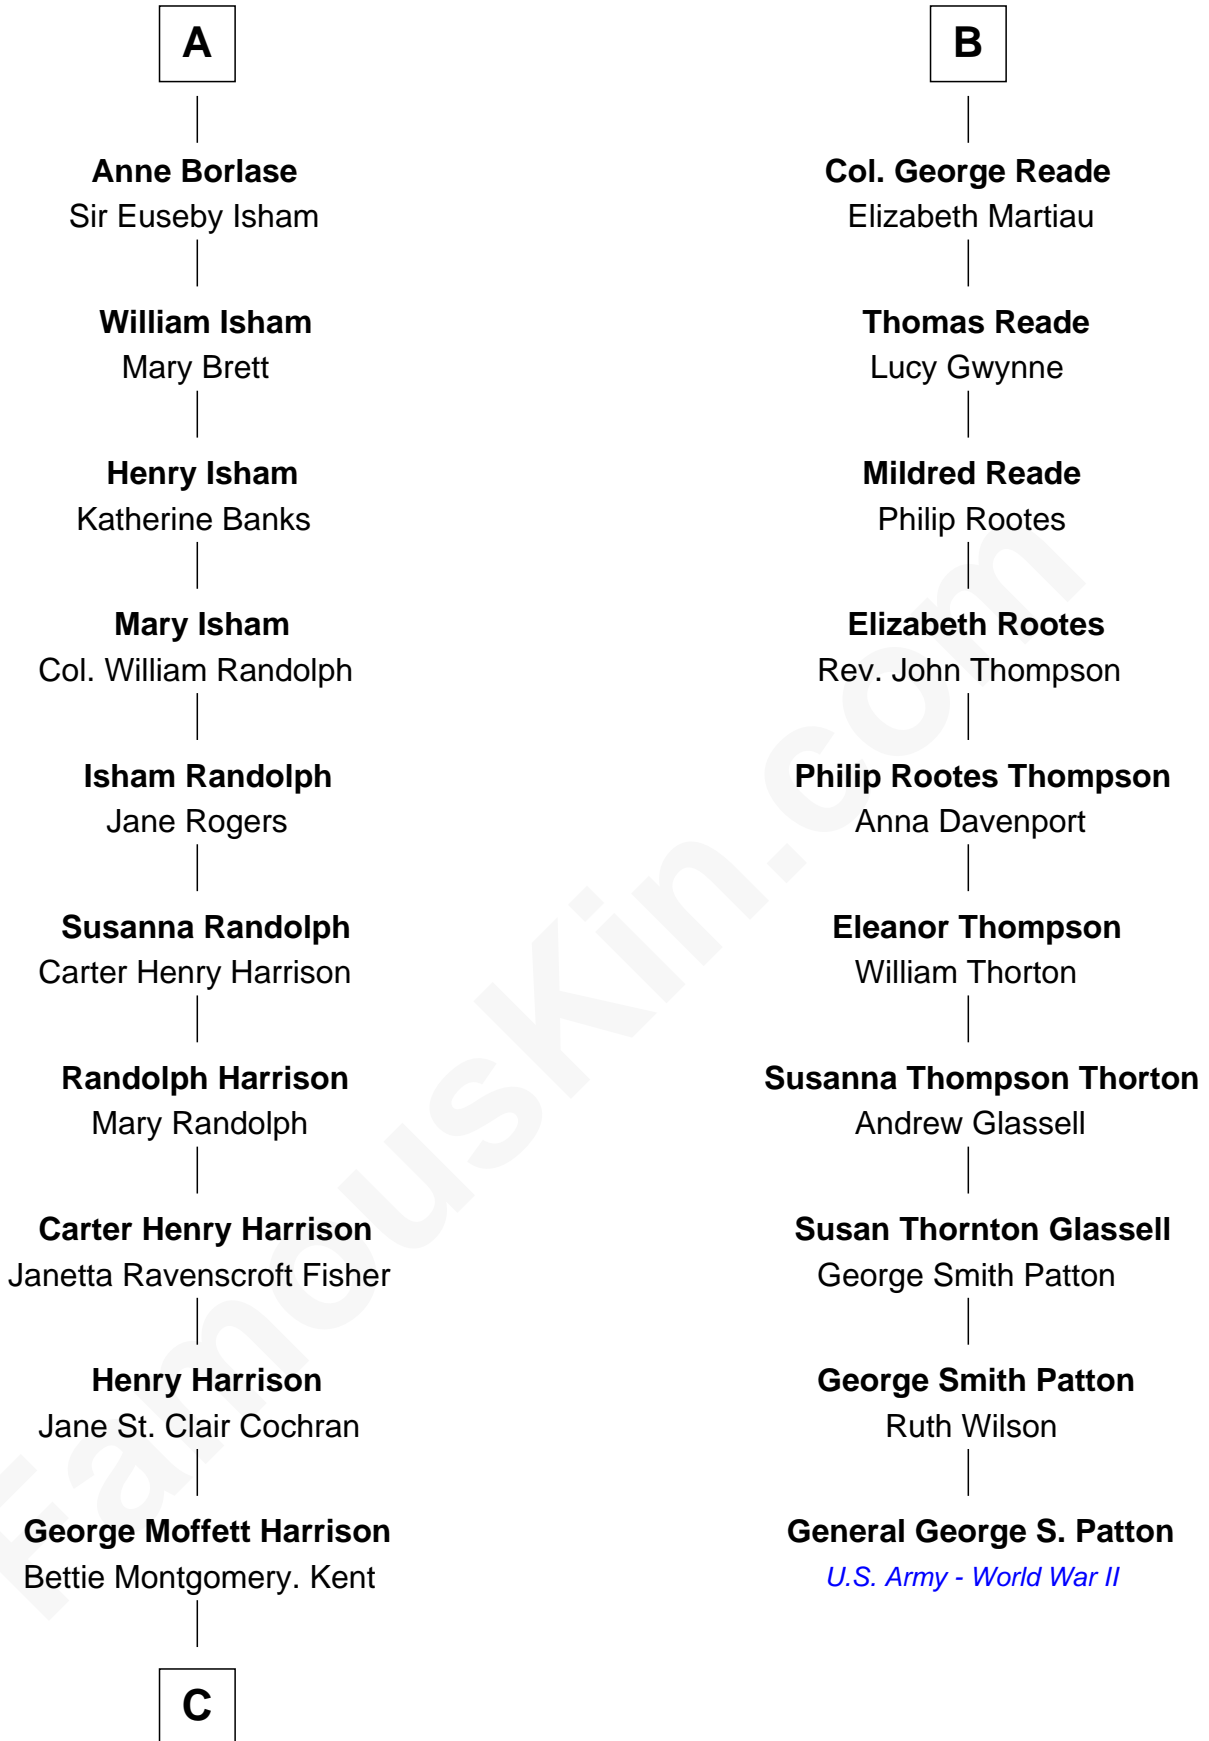 A
Anne Borlase
Sir Euseby Isham
William Isham
Mary Brett
Henry Isham
Katherine Banks
Mary Isham
Col. William Randolph
Isham Randolph
Jane Rogers
Susanna Randolph
Carter Henry Harrison
Randolph Harrison
Mary Randolph
Carter Henry Harrison
Janetta Ravenscroft Fisher
Henry Harrison
Jane St. Clair Cochran
George Moffett Harrison
Bettie Montgomery. Kent
C
B
Col. George Reade
Elizabeth Martiau
Thomas Reade
Lucy Gwynne
Mildred Reade
Philip Rootes
Elizabeth Rootes
Rev. John Thompson
Philip Rootes Thompson
Anna Davenport
Eleanor Thompson
William Thorton
Susanna Thompson Thorton
Andrew Glassell
Susan Thornton Glassell
George Smith Patton
George Smith Patton
Ruth Wilson
General George S. Patton
U.S. Army - World War II
FamousKin.com